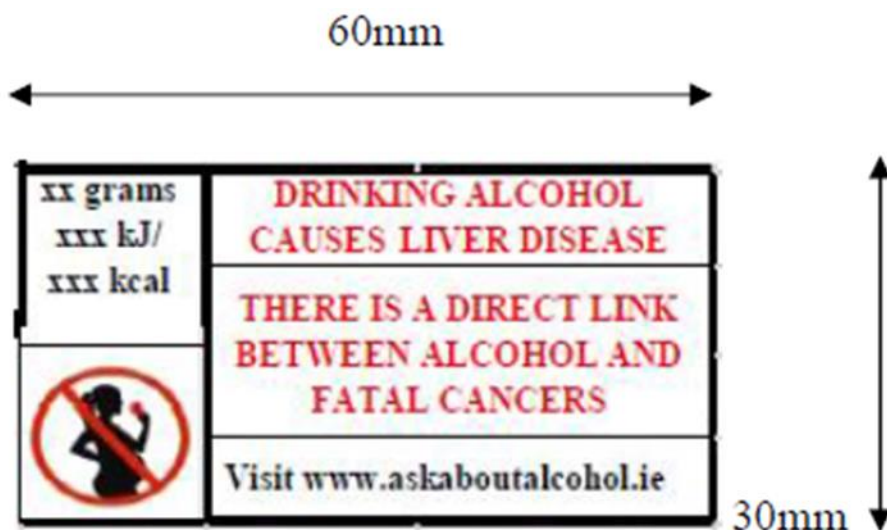 60mm
xx grams
xxx kJ/
xxx kcal
DRINKING ALCOHOL
CAUSES LIVER DISEASE
THERE IS A DIRECT LINK
BETWEEN ALCOHOL AND
FATAL CANCERS
Visit www.askaboutalcohol.ie
30mm